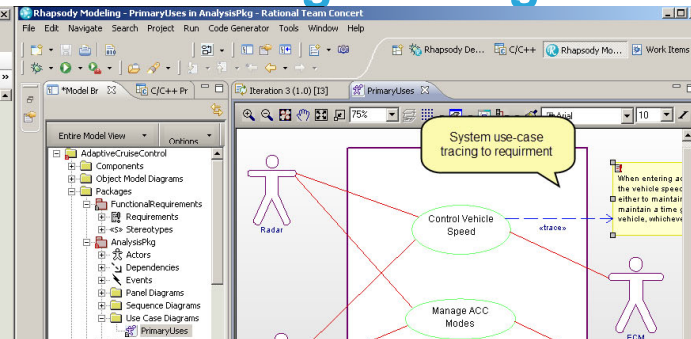 Rhapsody Modeling - PrimaryUses in AnalysisPkg - Rational Team Concert
File Edit Navigate Search Project Run Code Generator Tools Window Help
Rhapsody De... C/C++ Rhapsody Mo... Work Items
*Model Br C/C++ Pr Iteration 3 (1.0) [I3] PrimaryUses
75% Arial 10
Entire Model View Options
System use-case
tracing to requirment
AdaptiveCruiseControl
Components
Object Model Diagrams
Packages
FunctionalRequirements
Requirements
<S> Stereotypes
AnalysisPkg
Actors
Dependencies
Events
Panel Diagrams
Sequence Diagrams
Use Case Diagrams
PrimaryUses
Radar
Control Vehicle
Speed
«trace»
When entering
the vehicle speed
either to maintain
maintain a time
vehicle,
Manage ACC
Modes
ECM